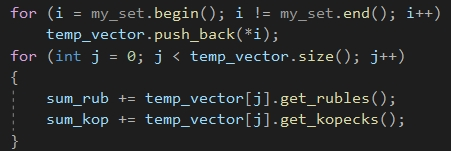 for (i = my_set.begin(); i != my_set.end(); i++)
    temp_vector.push_back(*i);
for (int j = 0; j < temp_vector.size(); j++)
{
    sum_rub += temp_vector[j].get_rubles();
    sum_kop += temp_vector[j].get_kopecks();
}